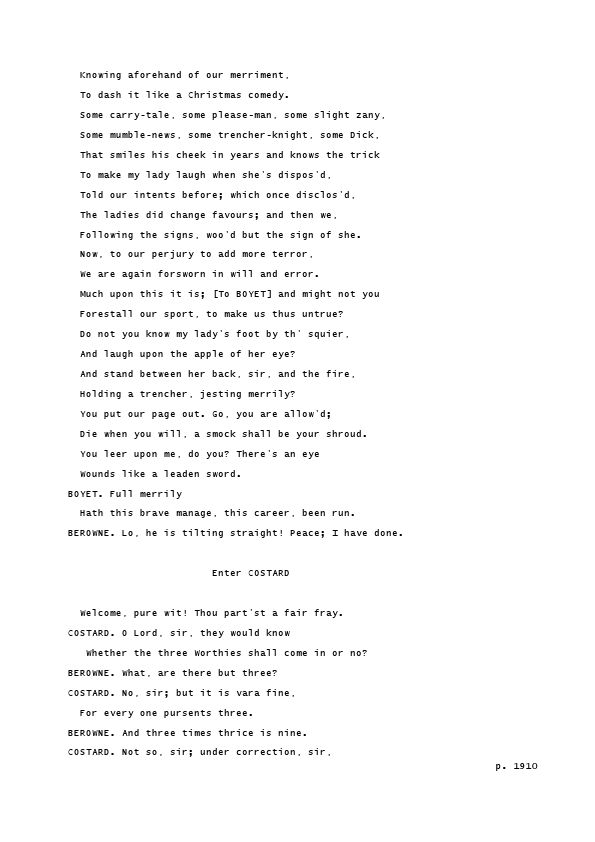 Knowing aforehand of our merriment,
To dash it like a Christmas comedy.
Some carry-tale, some please-man, some slight zany,
Some mumble-news, some trencher-knight, some Dick,
That smiles his cheek in years and knows the trick
To make my lady laugh when she's dispos'd,
Told our intents before; which once disclos'd,
The ladies did change favours; and then we,
Following the signs, woo'd but the sign of she.
Now, to our perjury to add more terror,
We are again forsworn in will and error.
Much upon this it is; [To BOYET] and might not you
Forestall our sport, to make us thus untrue?
Do not you know my lady's foot by th' squier,
And laugh upon the apple of her eye?
And stand between her back, sir, and the fire,
Holding a trencher, jesting merrily?
You put our page out. Go, you are allow'd;
Die when you will, a smock shall be your shroud.
You leer upon me, do you? There's an eye
Wounds like a leaden sword.
BOYET. Full merrily
Hath this brave manage, this career, been run.
BEROWNE. Lo, he is tilting straight! Peace; I have done.
Enter COSTARD
Welcome, pure wit! Thou part'st a fair fray.
COSTARD. O Lord, sir, they would know
Whether the three Worthies shall come in or no?
BEROWNE. What, are there but three?
COSTARD. No, sir; but it is vara fine,
For every one pursents three.
BEROWNE. And three times thrice is nine.
COSTARD. Not so, sir; under correction, sir,
p. 1910